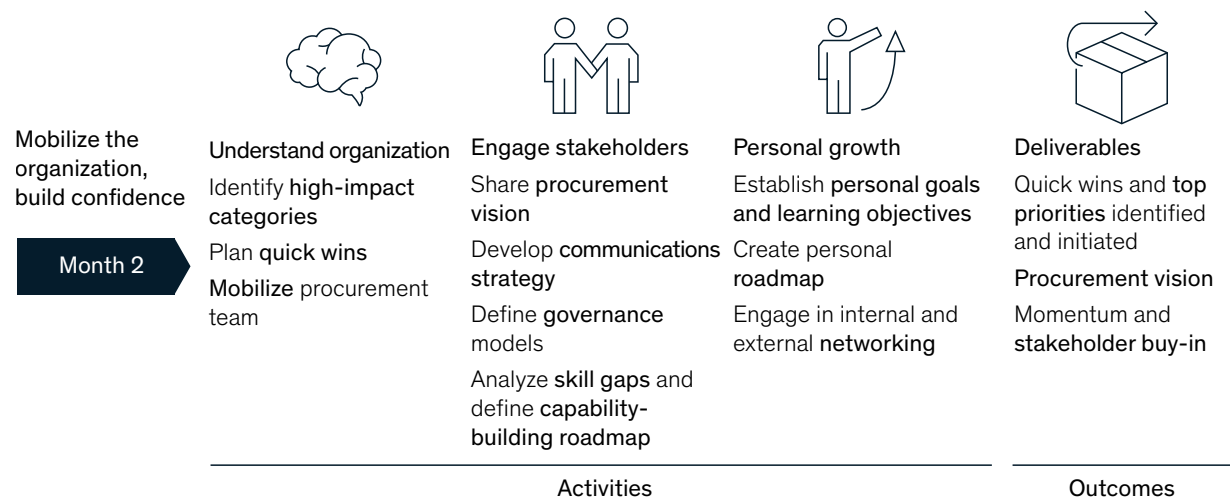 Mobilize the
organization,
build confidence
Month 2
Understand organization
Identify high-impact
categories
Plan quick wins
Mobilize procurement
team
Engage stakeholders
Share procurement
vision
Develop communications
strategy
Define governance
models
Analyze skill gaps and
define capability-
building roadmap
Personal growth
Establish personal goals
and learning objectives
Create personal
roadmap
Engage in internal and
external networking
Deliverables
Quick wins and top
priorities identified
and initiated
Procurement vision
Momentum and
stakeholder buy-in
Activities
Outcomes